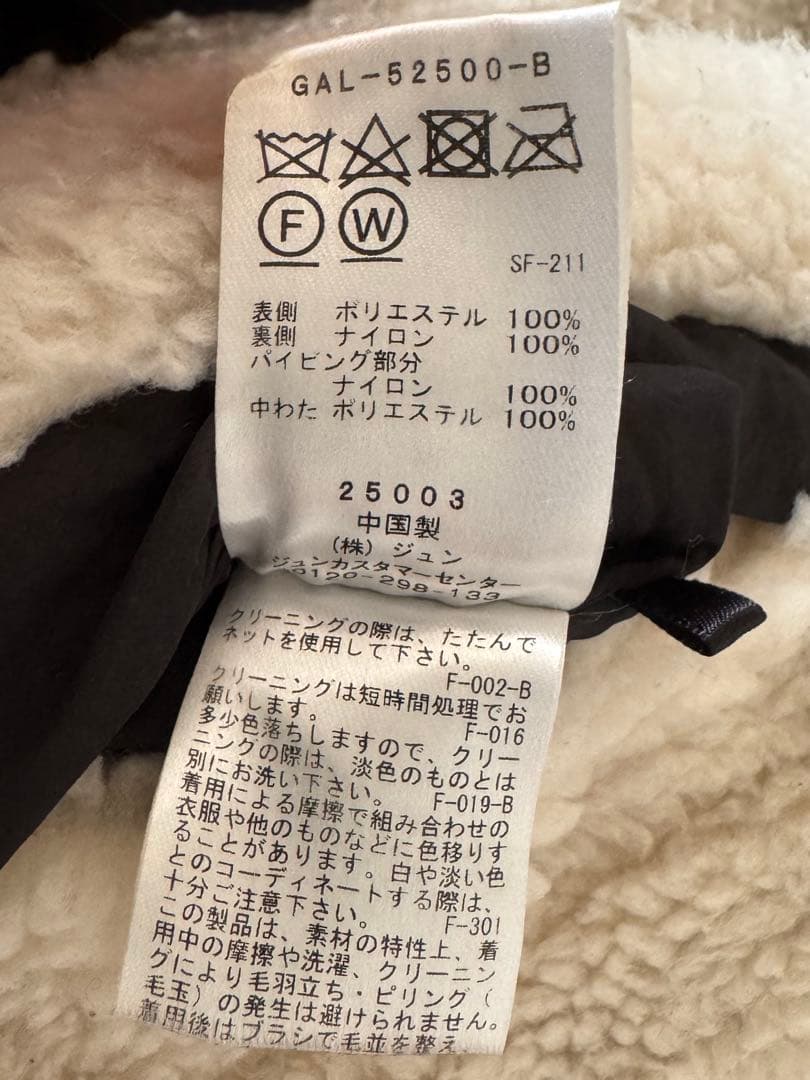 GAL-52500-B
F W
SF-211
表側 ポリエステル 100%
裏側 ナイロン 100%
パイピング部分
ナイロン 100%
中わた ポリエステル 100%
25003
中国製
(株) ジュン
ジュンカスタマーセンター
0120-298-133
クリーニングの際は、たたんで
ネットを使用して下さい。
F-002-B
クリーニングは短時間処理でお
願いします。
F-016
多少色落ちしますので、クリー
ニングの際は、淡色のものとは
別にお洗い下さい。
F-019-B
着用による摩擦で組み合わせの
衣服や他のものなどに色移りす
ることがあります。白や淡い色
とのコーディネートする際は、
十分ご注意下さい。
F-301
この製品は、素材の特性上、着
用中の摩擦や洗濯、クリーニン
グにより毛羽立ち・ピリング(
毛玉)の発生は避けられません。
着用後はブラシで毛並を整え、